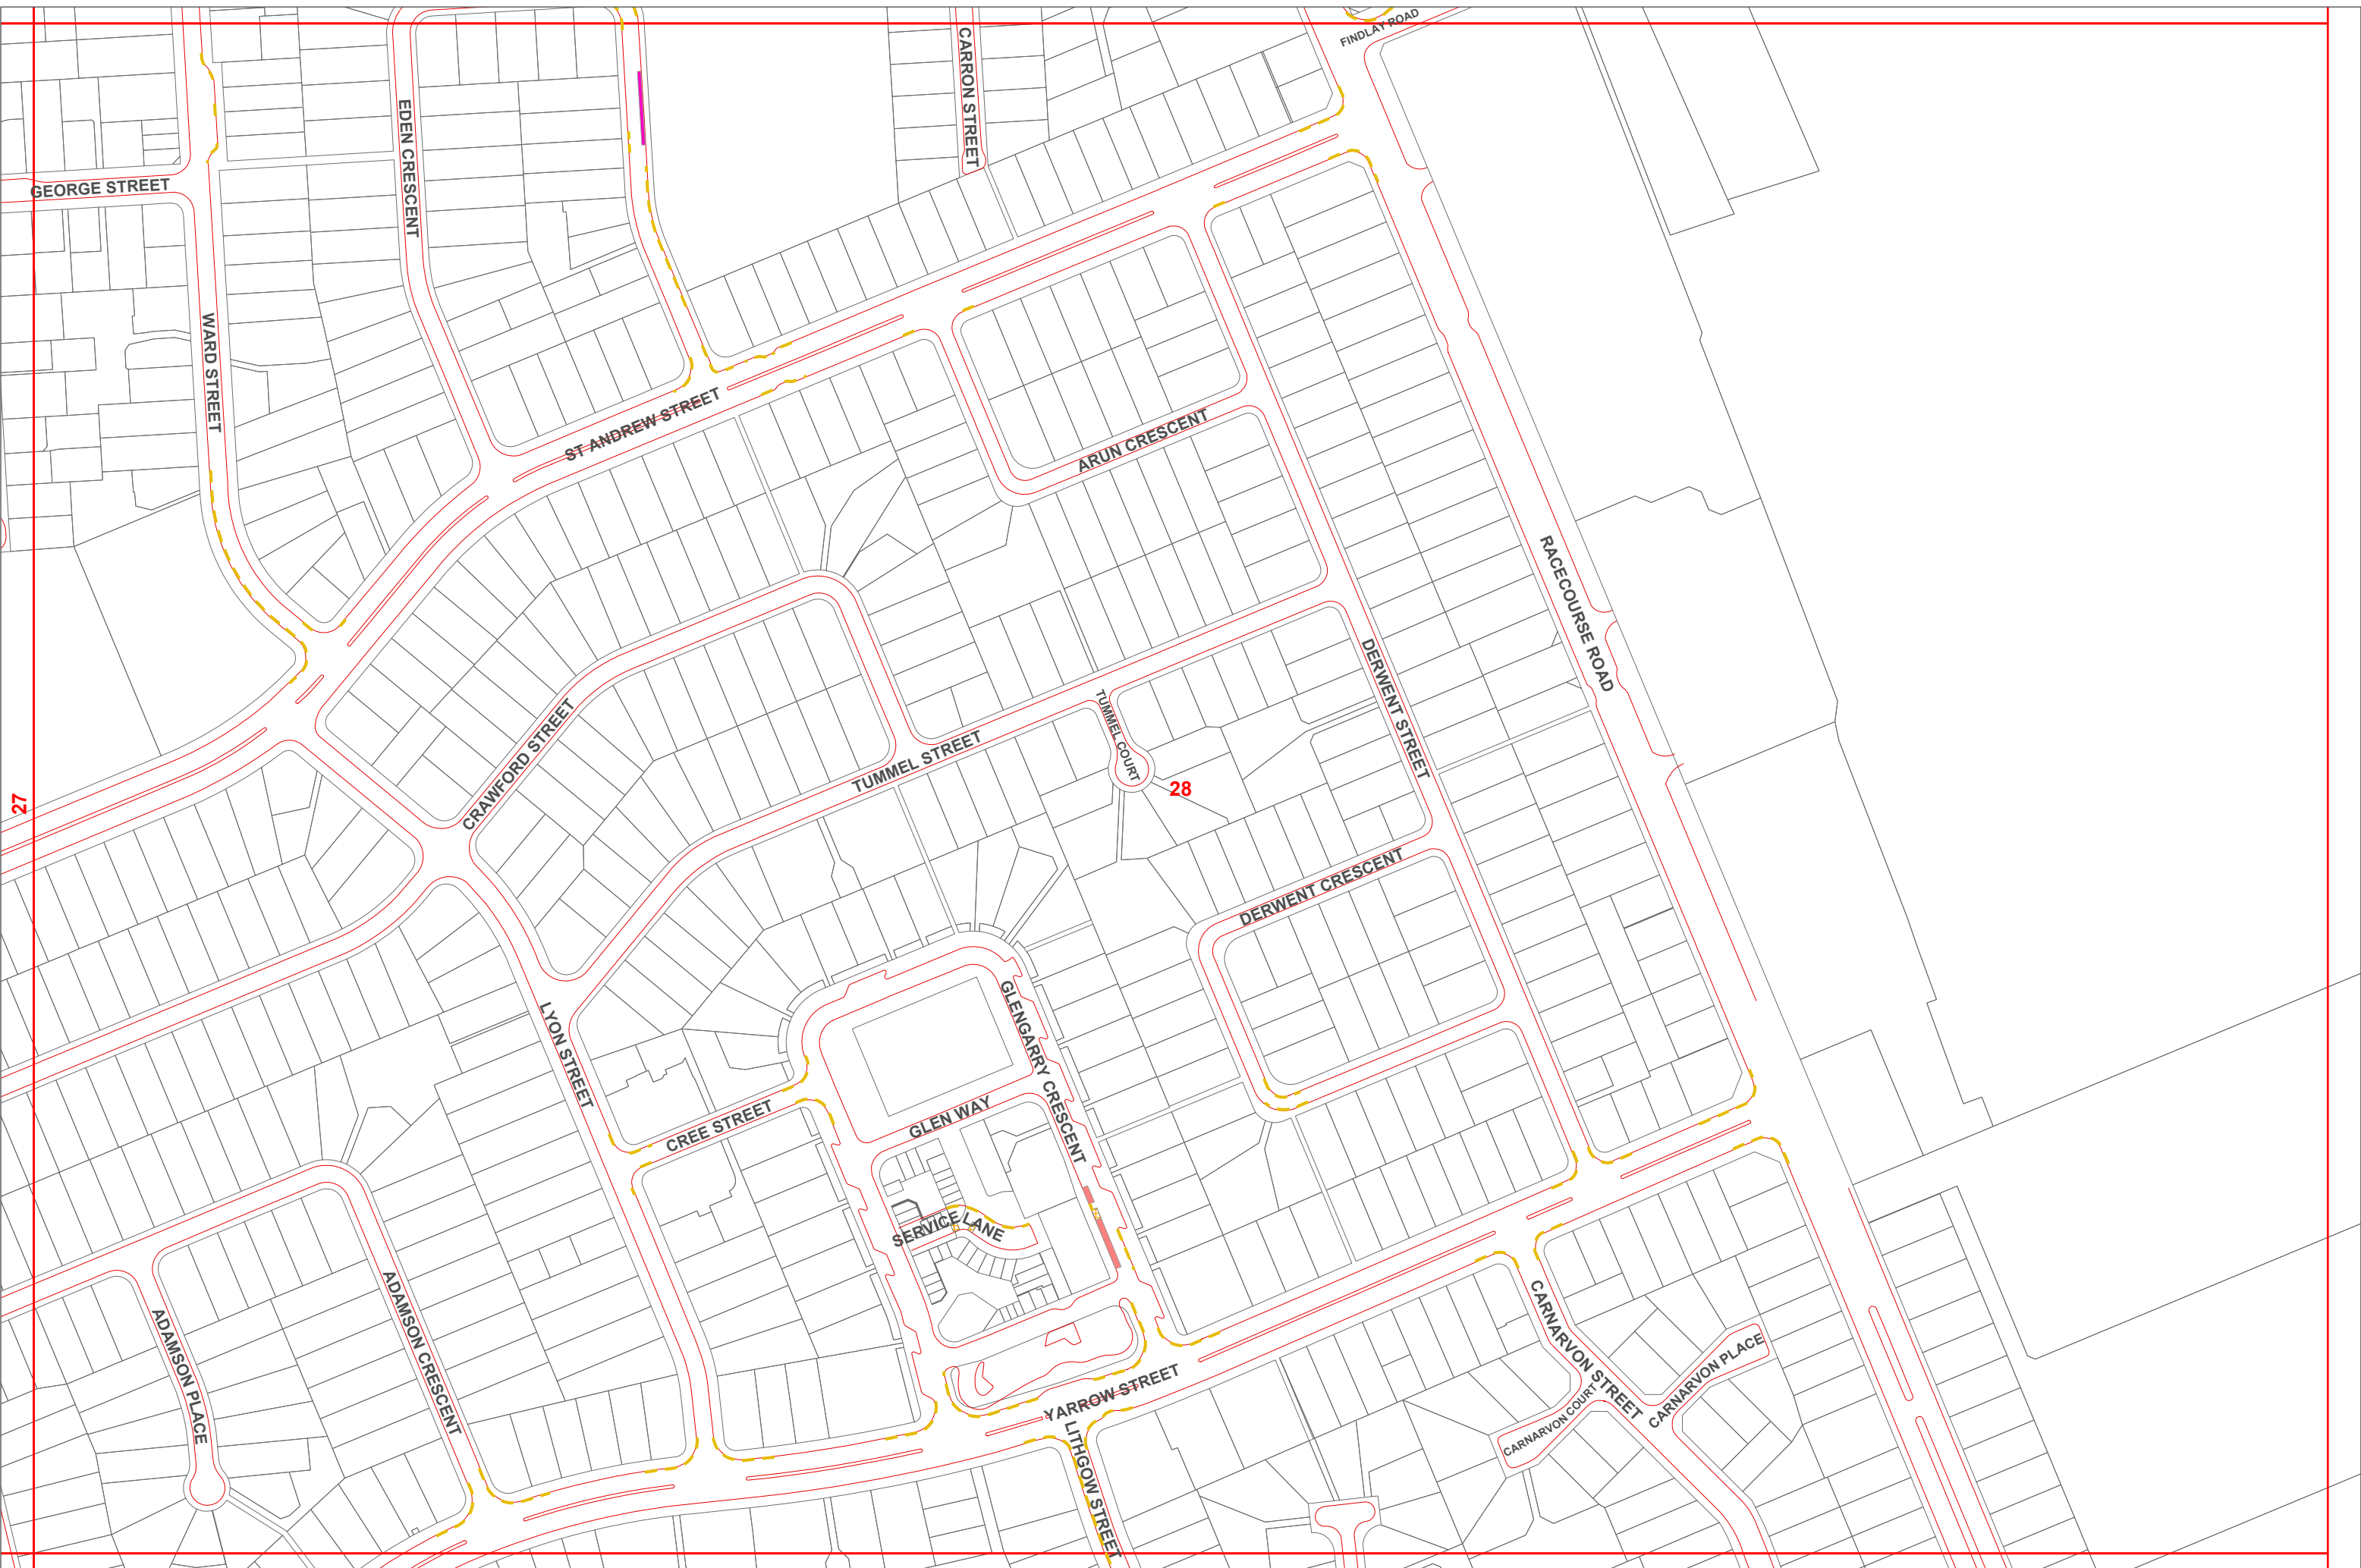 FINDLAY ROAD
CARRON STREET
EDEN CRESCENT
GEORGE STREET
WARD STREET
ST ANDREW STREET
ARUN CRESCENT
RACECOURSE ROAD
DERWENT STREET
TUMMEL COURT
CRAWFORD STREET
TUMMEL STREET
28
27
DERWENT CRESCENT
GLENGARRY CRESCENT
LYON STREET
CREE STREET
GLEN WAY
SERVICE LANE
ADAMSON CRESCENT
ADAMSON PLACE
CARNARVON STREET
CARNARVON PLACE
YARROW STREET
CARNARVON COURT
LITHGOW STREET